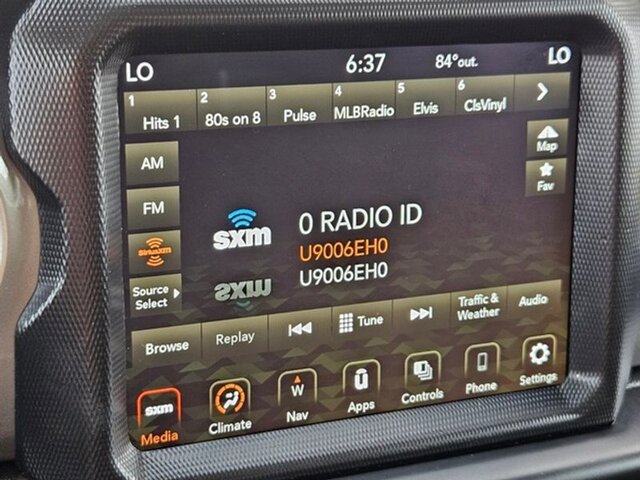 LO 6:37 84°out. LO
1 Hits 1
2 80s on 8
3 Pulse
4 MLBRadio
5 Elvis
6 ClsVinyl
AM
FM
SiriusXM
Source
Select
Map
Fav
sxm
0 RADIO ID
U9006EH0
U9006EH0
Browse
Replay
Tune
Traffic &
Weather
Audio
sxm
Media
Climate
W
Nav
u
Apps
Controls
Phone
Settings